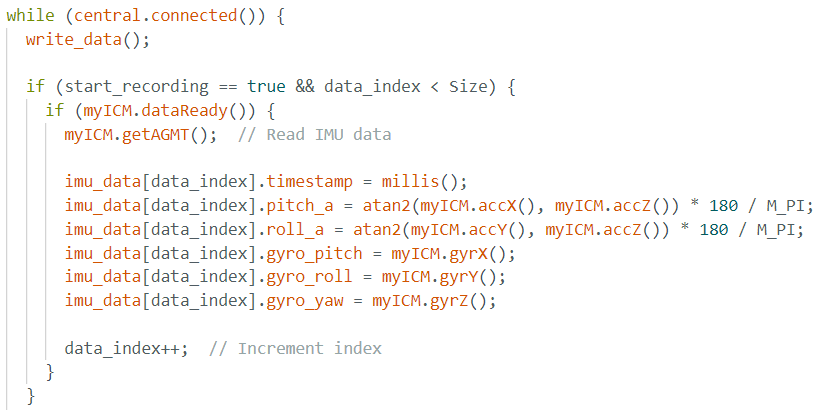 while (central.connected()) {
write_data();
if (start_recording == true && data_index < Size) {
if (myICM.dataReady()) {
myICM.getAGMT();  // Read IMU data
imu_data[data_index].timestamp = millis();
imu_data[data_index].pitch_a = atan2(myICM.accX(), myICM.accZ()) * 180 / M_PI;
imu_data[data_index].roll_a = atan2(myICM.accY(), myICM.accZ()) * 180 / M_PI;
imu_data[data_index].gyro_pitch = myICM.gyrX();
imu_data[data_index].gyro_roll = myICM.gyrY();
imu_data[data_index].gyro_yaw = myICM.gyrZ();
data_index++;  // Increment index
}
}